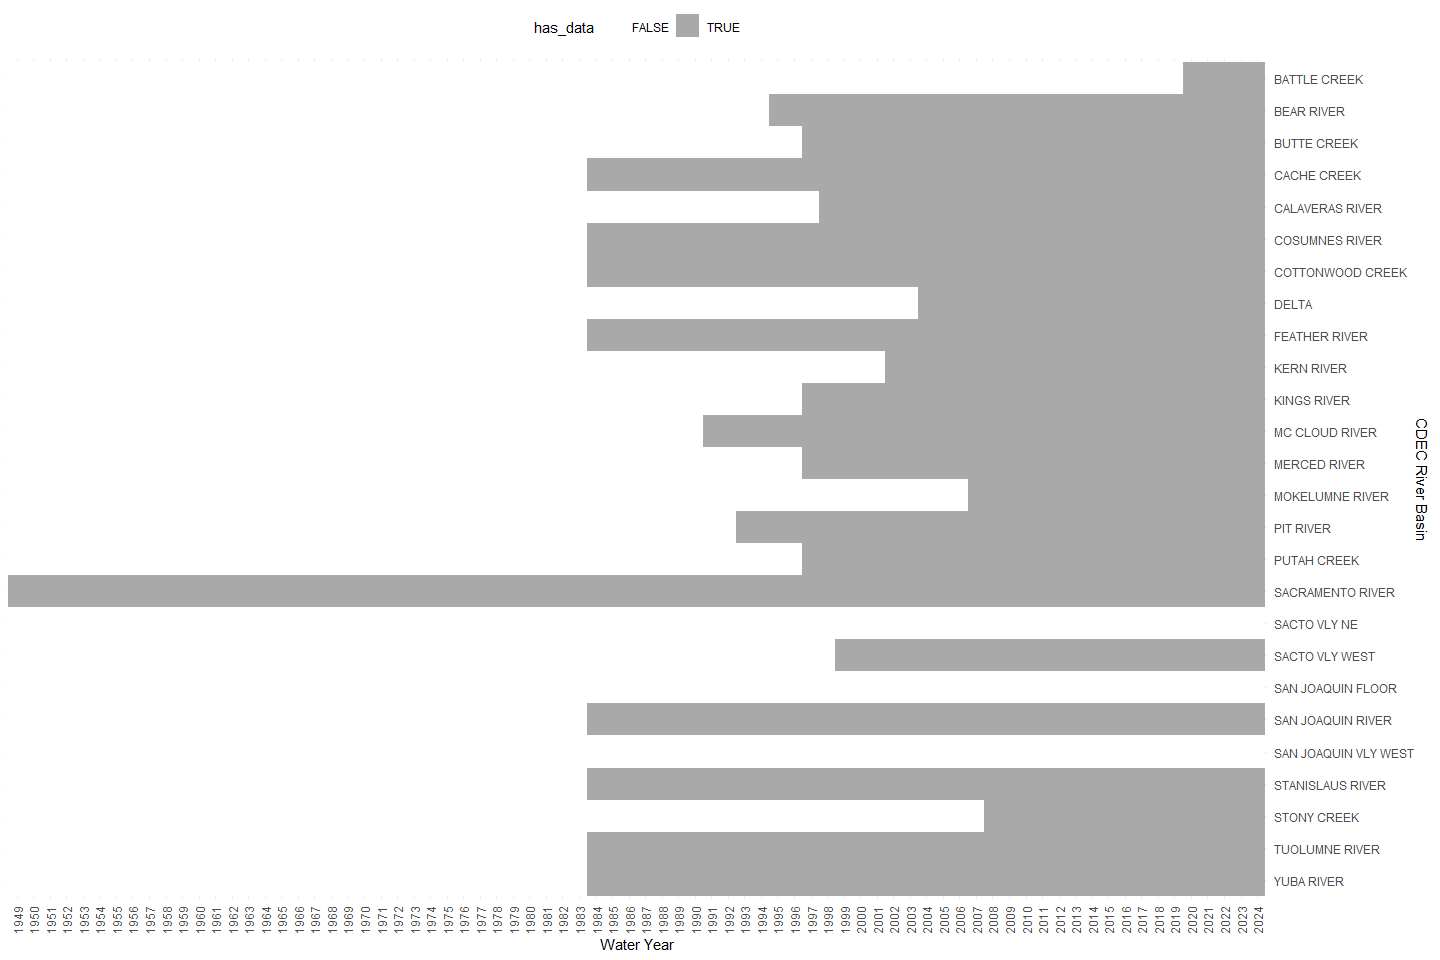 has_data FALSE TRUE
BATTLE CREEK
BEAR RIVER
BUTTE CREEK
CACHE CREEK
CALAVERAS RIVER
COSUMNES RIVER
COTTONWOOD CREEK
DELTA
FEATHER RIVER
KERN RIVER
KINGS RIVER
MC CLOUD RIVER
MERCED RIVER
MOKELUMNE RIVER
PIT RIVER
PUTAH CREEK
SACRAMENTO RIVER
SACTO VLY NE
SACTO VLY WEST
SAN JOAQUIN FLOOR
SAN JOAQUIN RIVER
SAN JOAQUIN VLY WEST
STANISLAUS RIVER
STONY CREEK
TUOLUMNE RIVER
YUBA RIVER
CDEC River Basin
1949
1950
1951
1952
1953
1954
1955
1956
1957
1958
1959
1960
1961
1962
1963
1964
1965
1966
1967
1968
1969
1970
1971
1972
1973
1974
1975
1976
1977
1978
1979
1980
1981
1982
1983
1984
1985
1986
1987
1988
1989
1990
1991
1992
1993
1994
1995
1996
1997
1998
1999
2000
2001
2002
2003
2004
2005
2006
2007
2008
2009
2010
2011
2012
2013
2014
2015
2016
2017
2018
2019
2020
2021
2022
2023
2024
Water Year